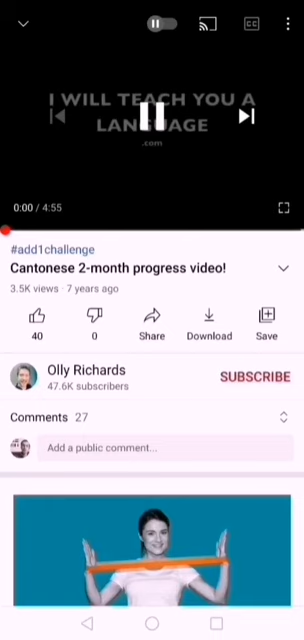 I WILL TEACH YOU A
LANGUAGE
.com
0:00 / 4:55
#add1challenge
Cantonese 2-month progress video!
3.5K views · 7 years ago
40
0
Share
Download
Save
Olly Richards
47.6K subscribers
SUBSCRIBE
Comments 27
Add a public comment...